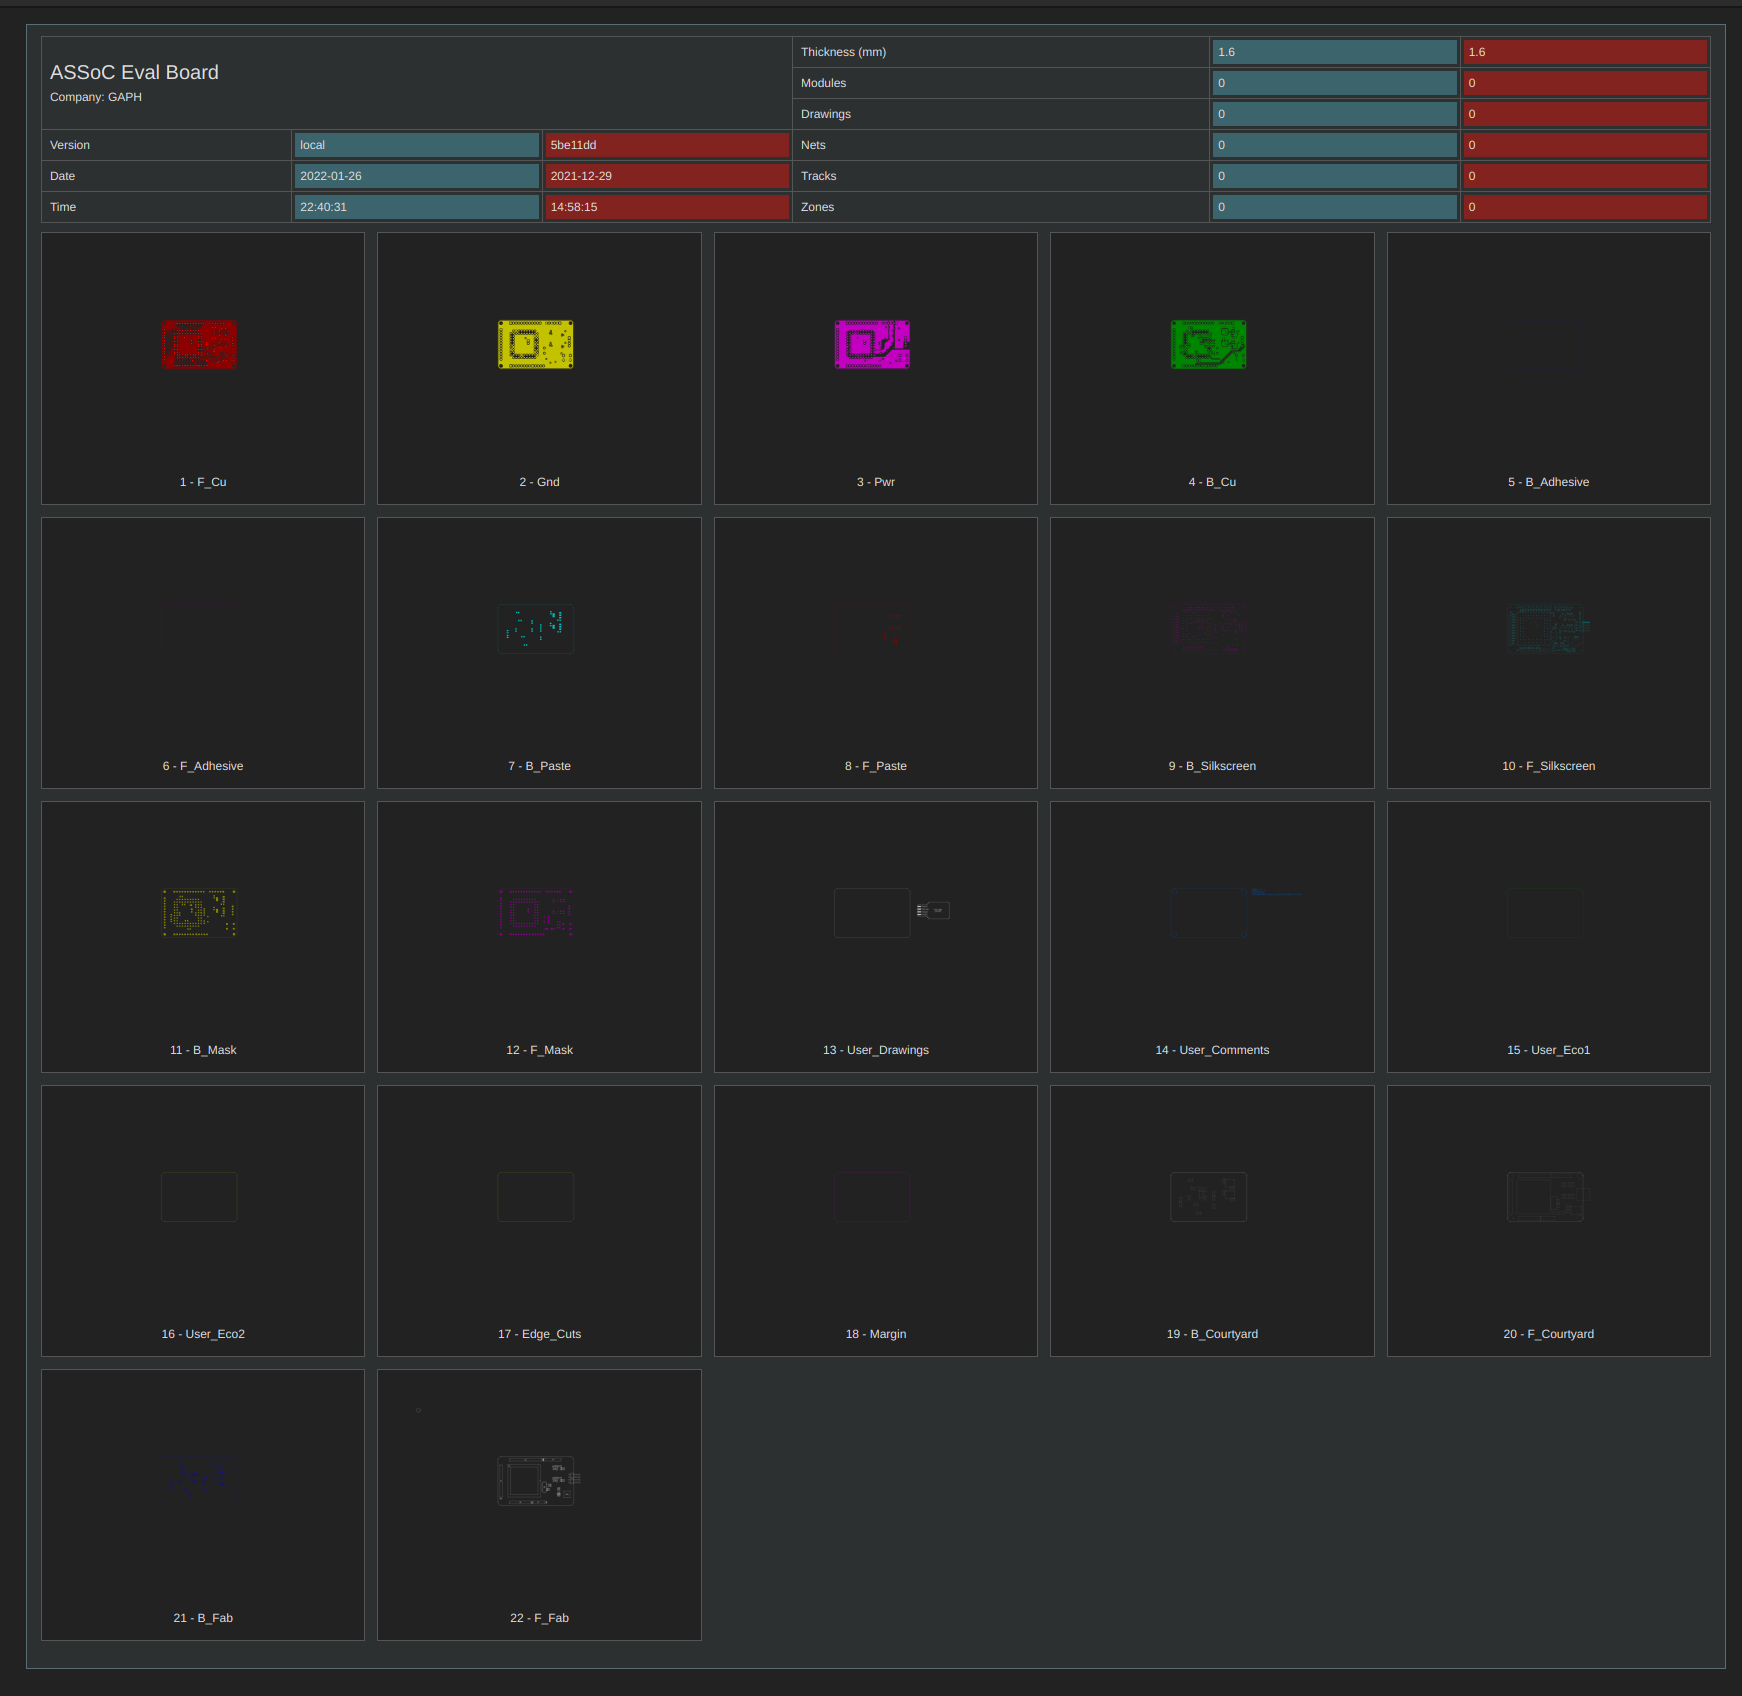 ASSoC Eval Board
Company: GAPH
Thickness (mm) 1.6 1.6
Modules 0 0
Drawings 0 0
Version local 5be11dd Nets 0 0
Date 2022-01-26 2021-12-29 Tracks 0 0
Time 22:40:31 14:58:15 Zones 0 0
1 - F_Cu 2 - Gnd 3 - Pwr 4 - B_Cu 5 - B_Adhesive
6 - F_Adhesive 7 - B_Paste 8 - F_Paste 9 - B_Silkscreen 10 - F_Silkscreen
11 - B_Mask 12 - F_Mask 13 - User_Drawings 14 - User_Comments 15 - User_Eco1
16 - User_Eco2 17 - Edge_Cuts 18 - Margin 19 - B_Courtyard 20 - F_Courtyard
21 - B_Fab 22 - F_Fab